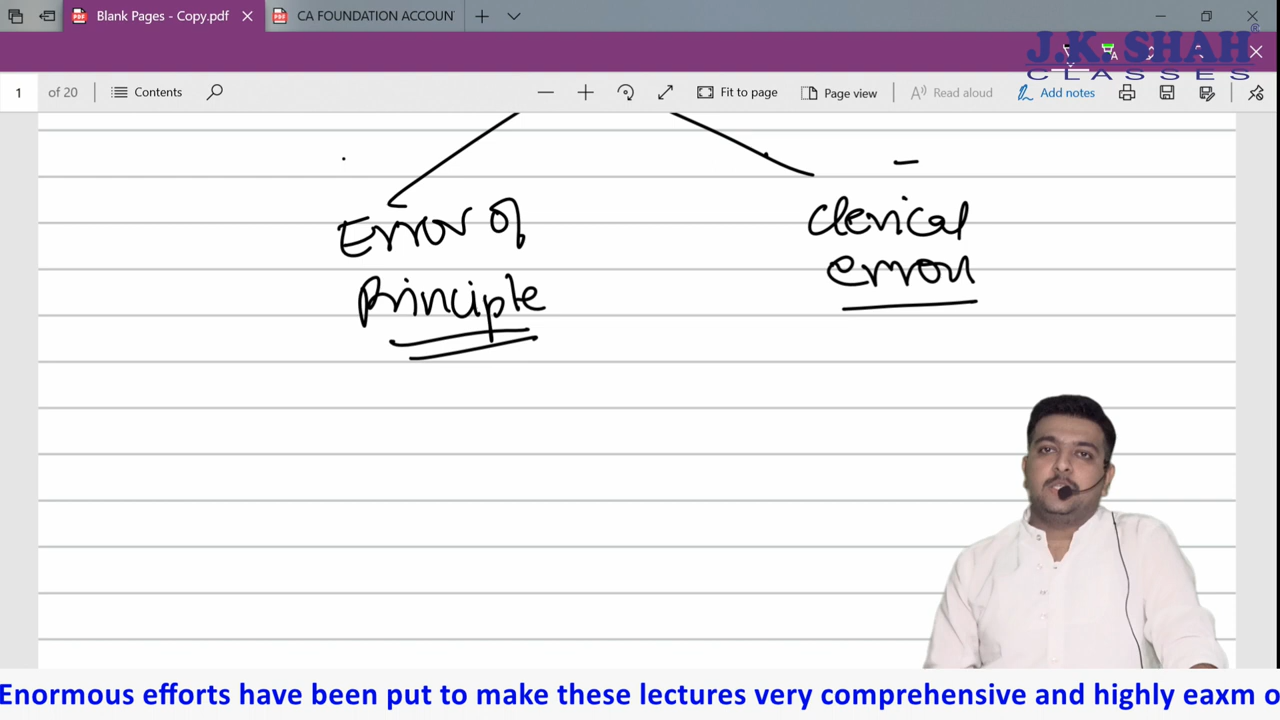 Blank Pages - Copy.pdf
CA FOUNDATION ACCOUN
J.K. SHAH®
CLASSES
1 of 20
Contents
Fit to page
Page view
Read aloud
Add notes
Error of
Principle
Clerical
error
Enormous efforts have been put to make these lectures very comprehensive and highly eaxm o